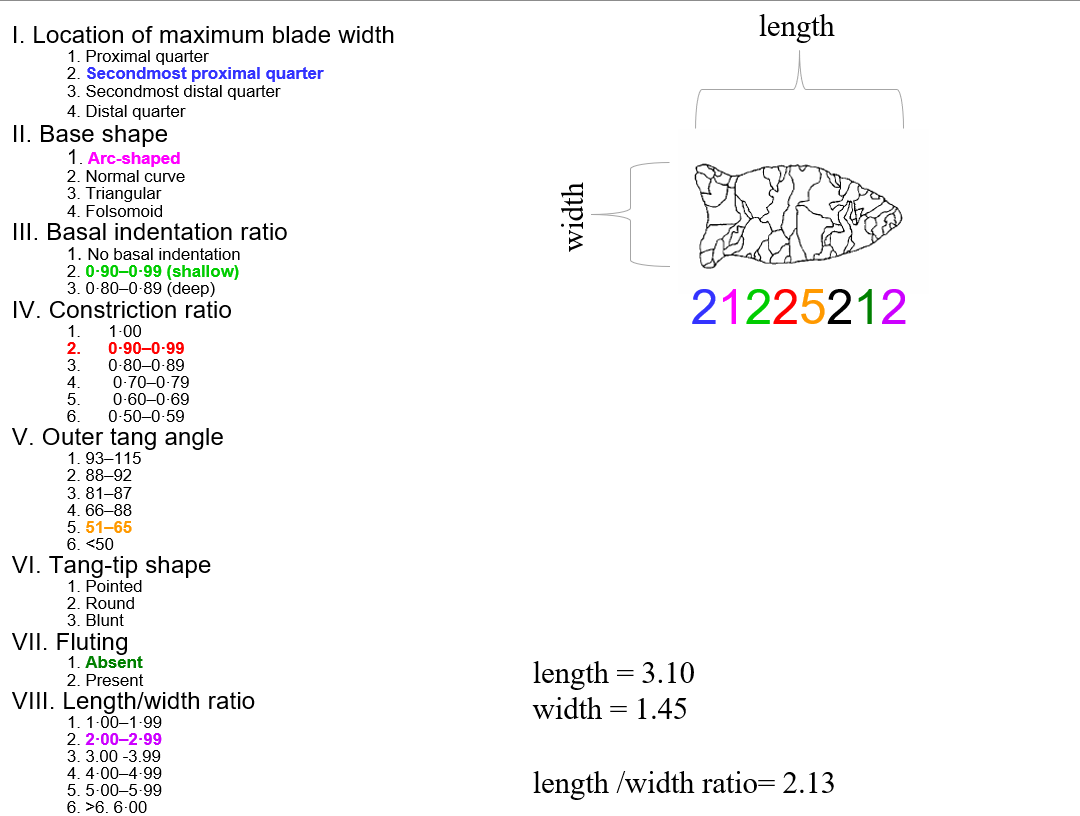 I. Location of maximum blade width
1. Proximal quarter
2. Secondmost proximal quarter
3. Secondmost distal quarter
4. Distal quarter
II. Base shape
1. Arc-shaped
2. Normal curve
3. Triangular
4. Folsomoid
III. Basal indentation ratio
1. No basal indentation
2. 0·90–0·99 (shallow)
3. 0·80–0·89 (deep)
IV. Constriction ratio
1. 1·00
2. 0·90–0·99
3. 0·80–0·89
4. 0·70–0·79
5. 0·60–0·69
6. 0·50–0·59
V. Outer tang angle
1. 93–115
2. 88–92
3. 81–87
4. 66–88
5. 51–65
6. <50
VI. Tang-tip shape
1. Pointed
2. Round
3. Blunt
VII. Fluting
1. Absent
2. Present
VIII. Length/width ratio
1. 1·00–1·99
2. 2·00–2·99
3. 3.00 -3.99
4. 4·00–4·99
5. 5·00–5·99
6. >6. 6·00
length
width
21225212
length = 3.10
width = 1.45
length /width ratio= 2.13